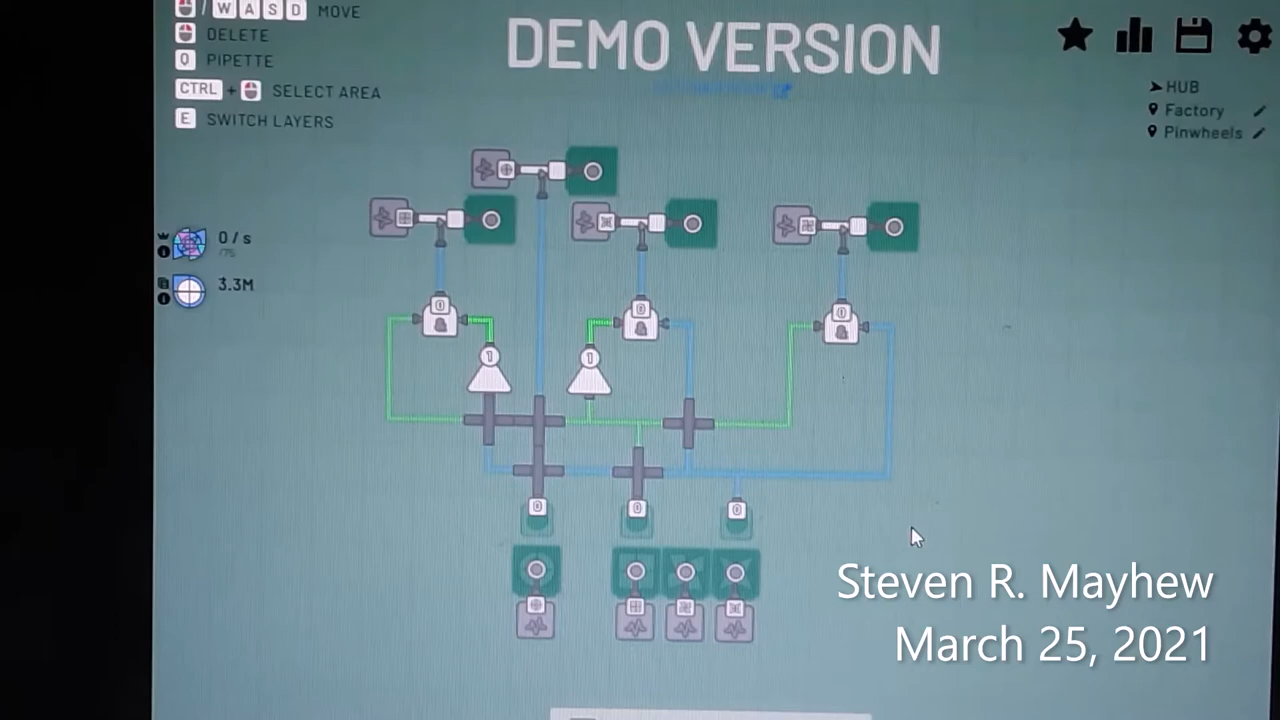 / W A S D MOVE
DELETE
Q PIPETTE
CTRL + SELECT AREA
E SWITCH LAYERS
DEMO VERSION
HUB
Factory
Pinwheels
0 / s
/75
3.3M
0
0
0
1
1
0
0
0
Steven R. Mayhew
March 25, 2021